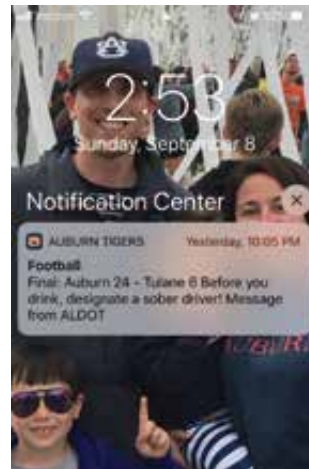 2:53
Sunday, September 8
Notification Center
AUBURN TIGERS Yesterday, 10:05 PM
Football
Final: Auburn 24 - Tulane 6 Before you
drink, designate a sober driver! Message
from ALDOT